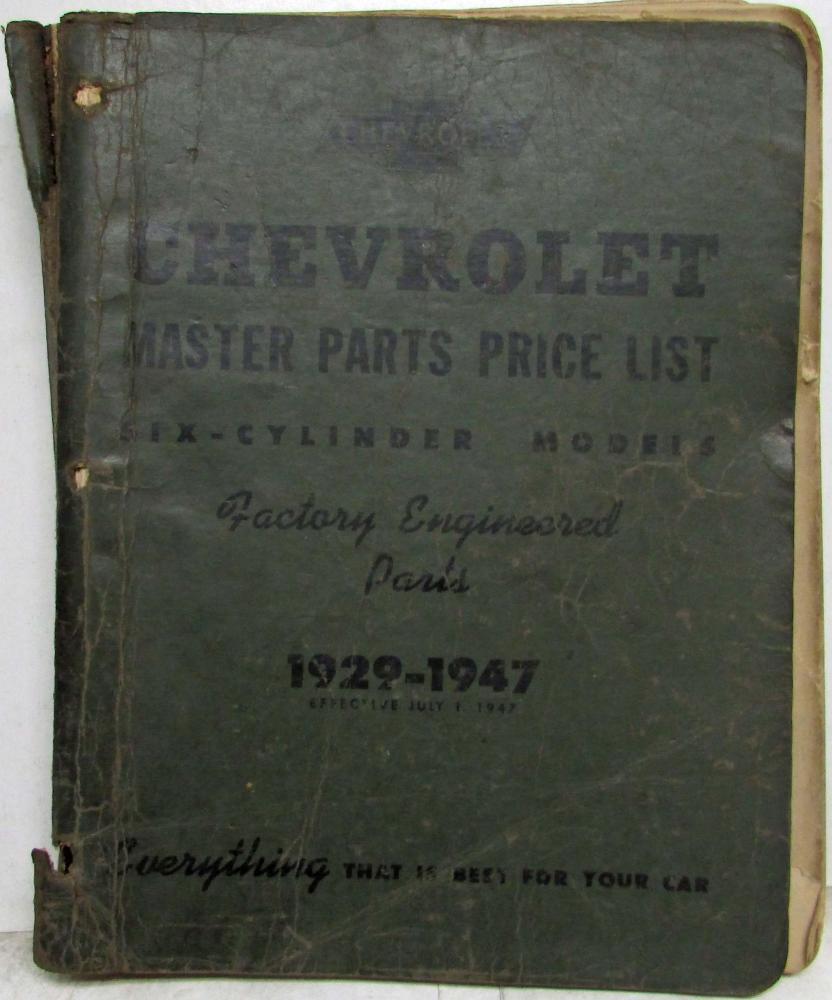 CHEVROLET
CHEVROLET
MASTER PARTS PRICE LIST
SIX-CYLINDER MODELS
Factory Engineered
Parts
1929-1947
EFFECTIVE JULY 1, 1947
Everything THAT IS BEST FOR YOUR CAR